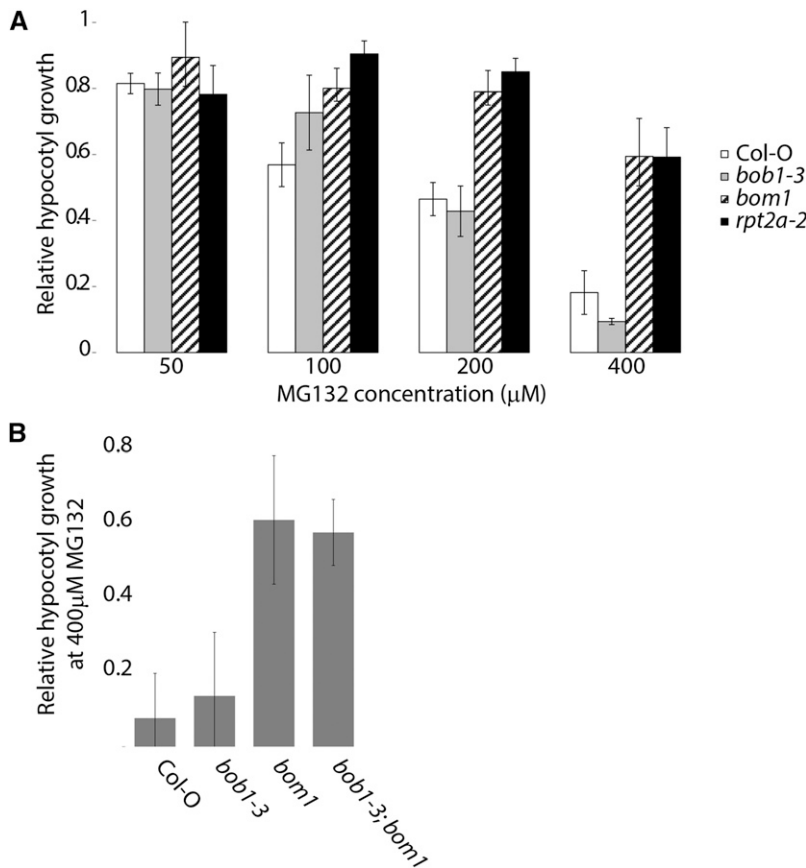 A
Relative hypocotyl growth
1
0.8
0.6
0.4
0.2
0
50 100 200 400
MG132 concentration (μM)
Col-O
bob1-3
bom1
rpt2a-2
B
Relative hypocotyl growth
at 400μM MG132
0.8
0.6
0.4
0.2
Col-O
bob1-3
bom1
bob1-3; bom1